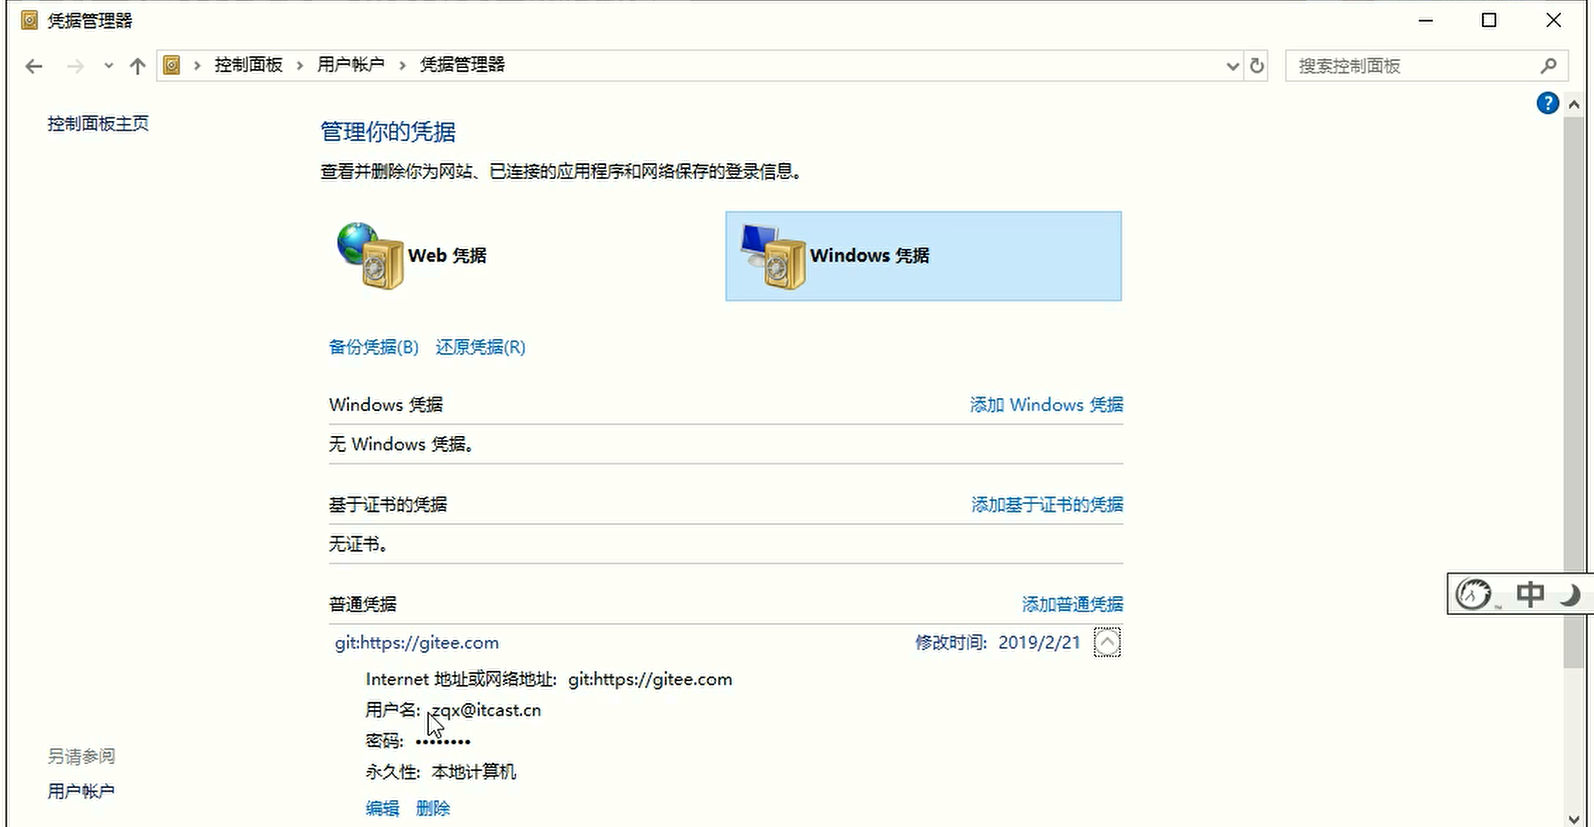 凭据管理器
控制面板 > 用户帐户 > 凭据管理器
搜索控制面板
控制面板主页
管理你的凭据
查看并删除你为网站、已连接的应用程序和网络保存的登录信息。
Web 凭据
Windows 凭据
备份凭据(B) 还原凭据(R)
Windows 凭据 添加 Windows 凭据
无 Windows 凭据。
基于证书的凭据 添加基于证书的凭据
无证书。
普通凭据 添加普通凭据
git:https://gitee.com 修改时间: 2019/2/21
Internet 地址或网络地址: git:https://gitee.com
用户名: zqx@itcast.cn
密码: ••••••••
永久性: 本地计算机
编辑 删除
另请参阅
用户帐户
中